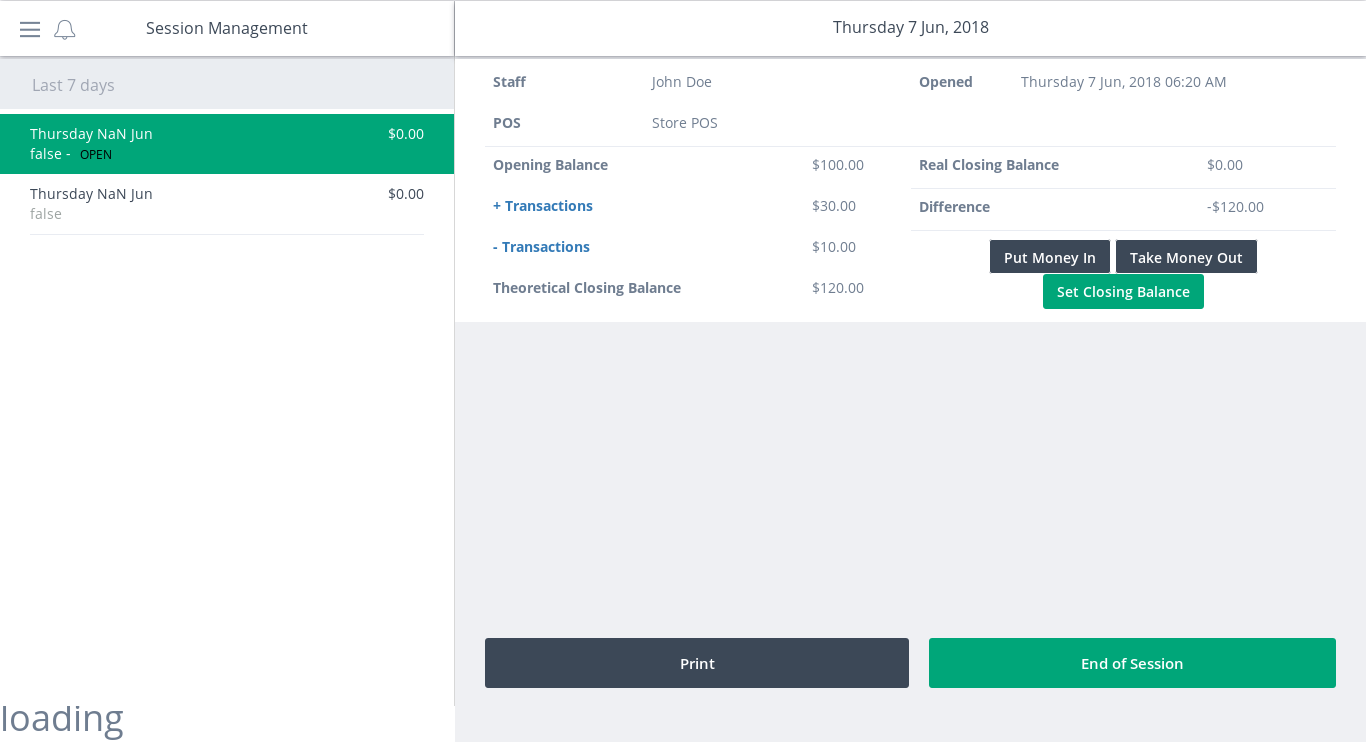 Session Management
Thursday 7 Jun, 2018
Last 7 days
Thursday NaN Jun $0.00
false - OPEN
Thursday NaN Jun $0.00
false
Staff John Doe Opened Thursday 7 Jun, 2018 06:20 AM
POS Store POS
Opening Balance $100.00 Real Closing Balance $0.00
+ Transactions $30.00 Difference -$120.00
- Transactions $10.00 Put Money In Take Money Out
Theoretical Closing Balance $120.00 Set Closing Balance
Print End of Session
loading